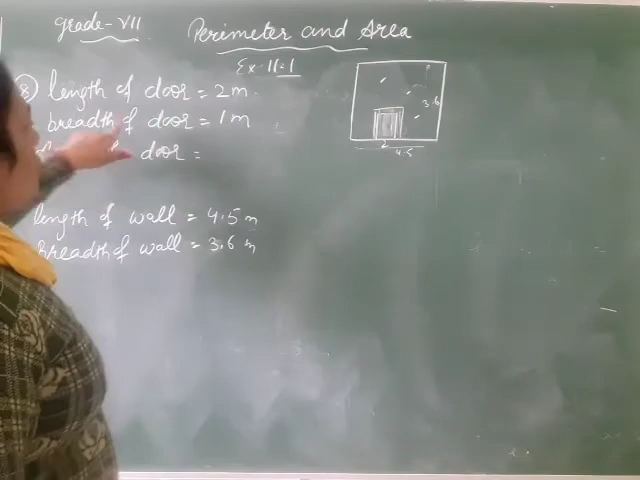 grade-VII
Perimeter and Area
Ex-11.1
8) length of door = 2m.
breadth of door = 1m
door =
length of wall = 4.5 m
breadth of wall = 3.6 m
3.6
2
4.5